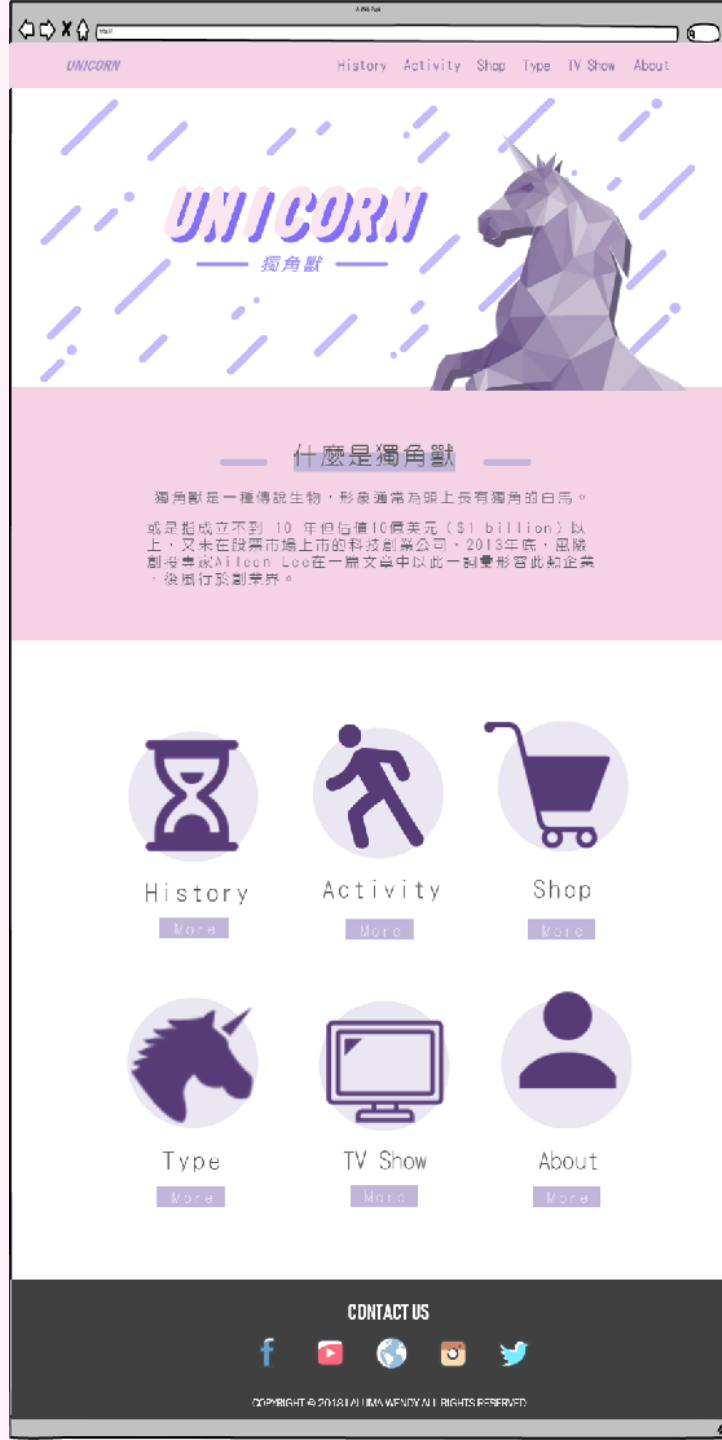 A Web Page
http://
UNICORN
History Activity Shop Type TV Show About
UNICORN
獨角獸
什麼是獨角獸
獨角獸是一種傳說生物，形象通常為頭上長有獨角的白馬。
或是指成立不到 10 年但估值10億美元（$1 billion）以
上，又未在股票市場上市的科技創業公司，2013年底，風險
創投專家Aileen Lee在一篇文章中以此一詞彙形容此類企業
，後風行於創業界。
History Activity Shop
More More More
Type TV Show About
More More More
CONTACT US
COPYRIGHT © 2018 WENDY ALL RIGHTS RESERVED